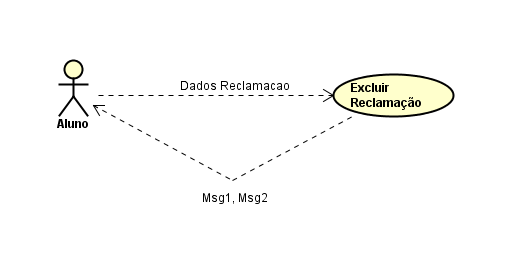 Dados Reclamacao
Excluir
Reclamação
Aluno
Msg1, Msg2